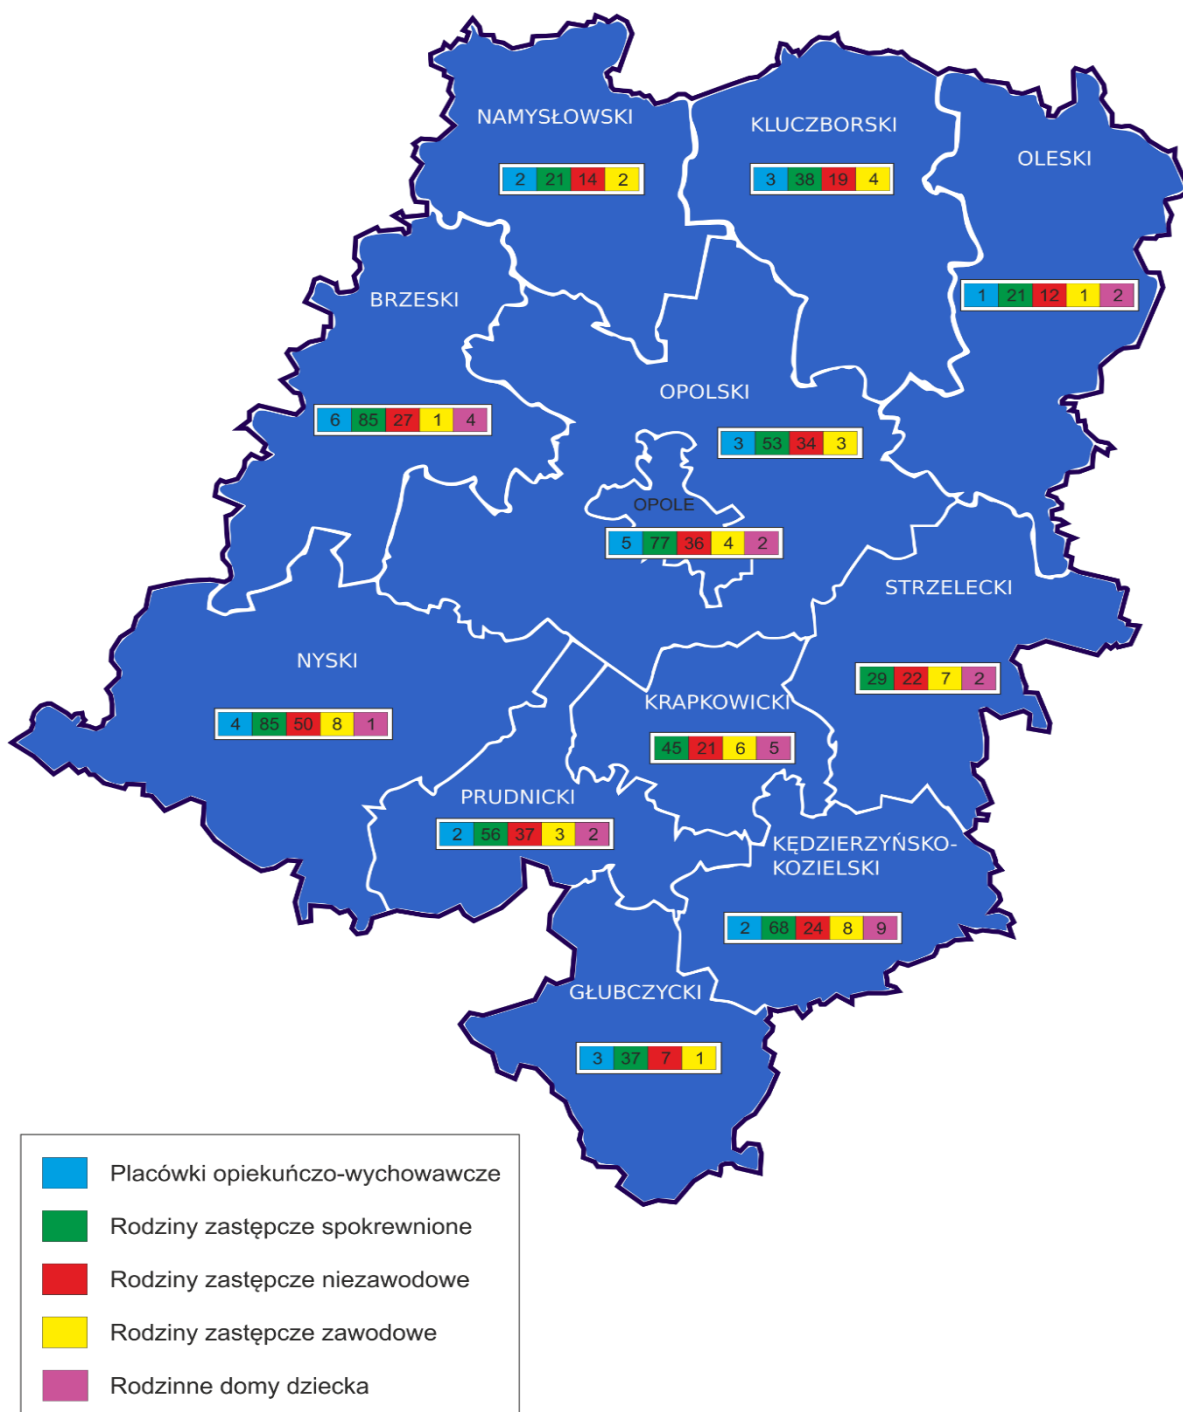 NAMYSŁOWSKI
2 21 14 2
KLUCZBORSKI
3 38 19 4
OLESKI
1 21 12 1 2
BRZESKI
6 85 27 1 4
OPOLSKI
3 53 34 3
OPOLE
5 77 36 4 2
STRZELECKI
29 22 7 2
NYSKI
4 85 50 8 1
KRAPKOWICKI
45 21 6 5
PRUDNICKI
2 56 37 3 2
KĘDZIERZYŃSKO-
KOZIELSKI
2 68 24 8 9
GŁUBCZYCKI
3 37 7 1
Placówki opiekuńczo-wychowawcze
Rodziny zastępcze spokrewnione
Rodziny zastępcze niezawodowe
Rodziny zastępcze zawodowe
Rodzinne domy dziecka